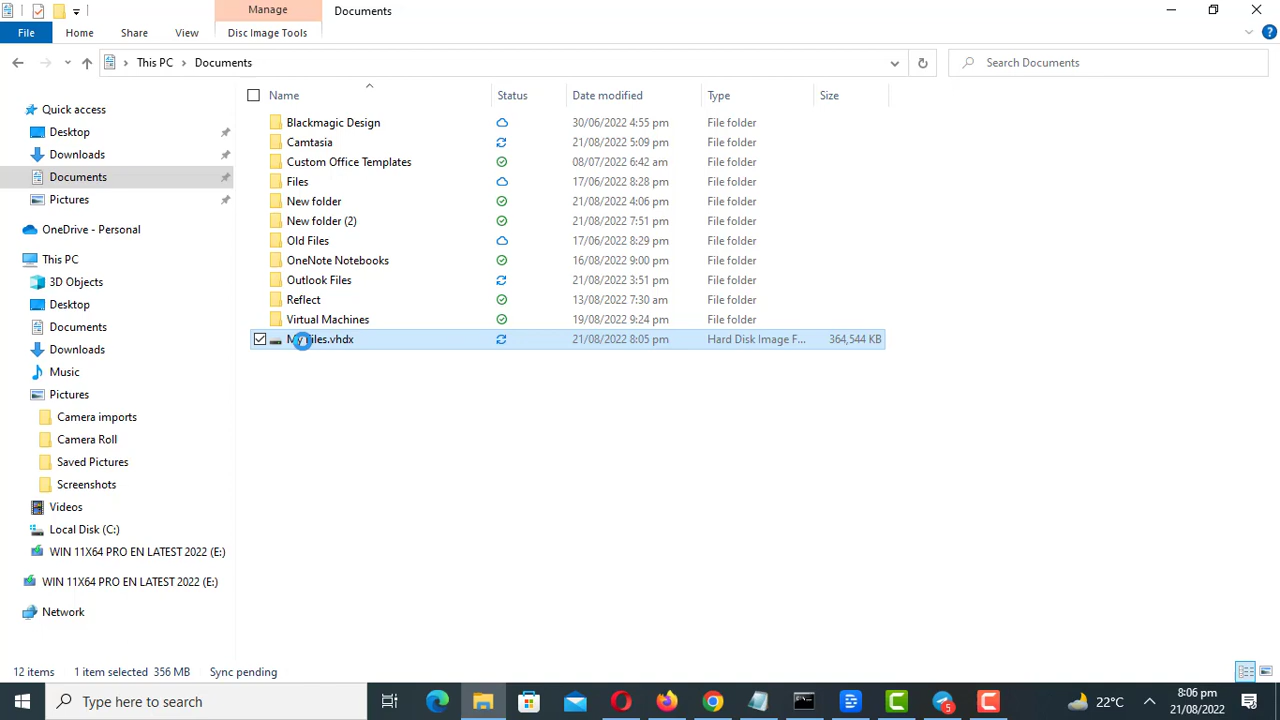 Manage
Documents
File
Home
Share
View
Disc Image Tools
This PC
Documents
Search Documents
Name
Status
Date modified
Type
Size
Quick access
Desktop
Downloads
Documents
Pictures
OneDrive - Personal
This PC
3D Objects
Desktop
Documents
Downloads
Music
Pictures
Camera imports
Camera Roll
Saved Pictures
Screenshots
Videos
Local Disk (C:)
WIN 11X64 PRO EN LATEST 2022 (E:)
WIN 11X64 PRO EN LATEST 2022 (E:)
Network
Blackmagic Design 30/06/2022 4:55 pm File folder
Camtasia 21/08/2022 5:09 pm File folder
Custom Office Templates 08/07/2022 6:42 am File folder
Files 17/06/2022 8:28 pm File folder
New folder 21/08/2022 4:06 pm File folder
New folder (2) 21/08/2022 7:51 pm File folder
Old Files 17/06/2022 8:29 pm File folder
OneNote Notebooks 16/08/2022 9:00 pm File folder
Outlook Files 21/08/2022 3:51 pm File folder
Reflect 13/08/2022 7:30 am File folder
Virtual Machines 19/08/2022 9:24 pm File folder
My Files.vhdx 21/08/2022 8:05 pm Hard Disk Image F... 364,544 KB
12 items 1 item selected 356 MB Sync pending
Type here to search
5
22°C
8:06 pm
21/08/2022